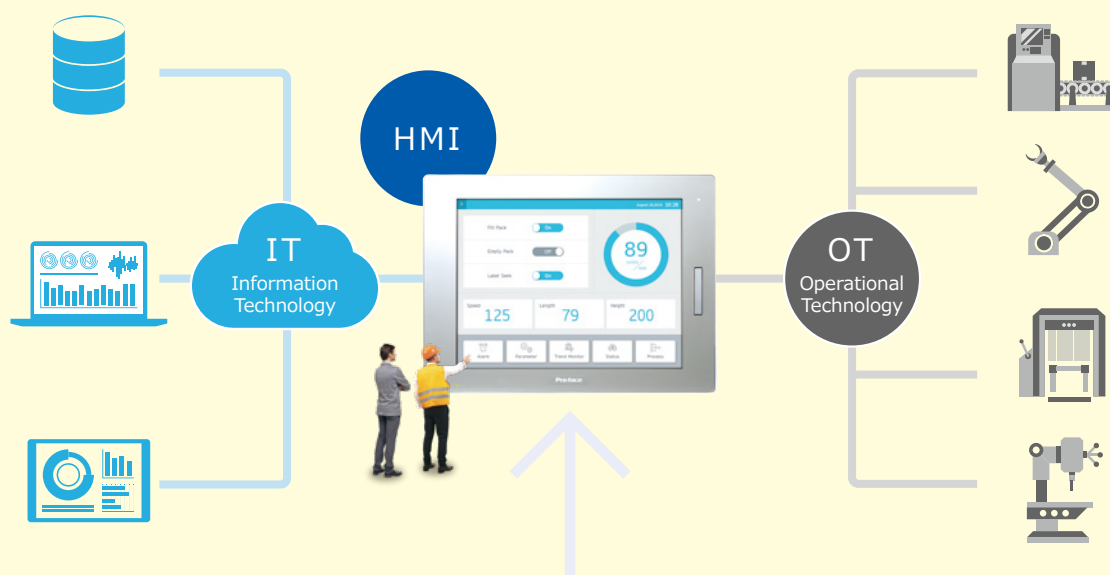 HMI
IT
Information
Technology
OT
Operational
Technology
Fill Pack
On
Empty Pack
Off
Label Seek
On
89
Speed
125
Length
79
Height
200
Alarm
Parameter
Trend Monitor
Status
Process
Pro-face